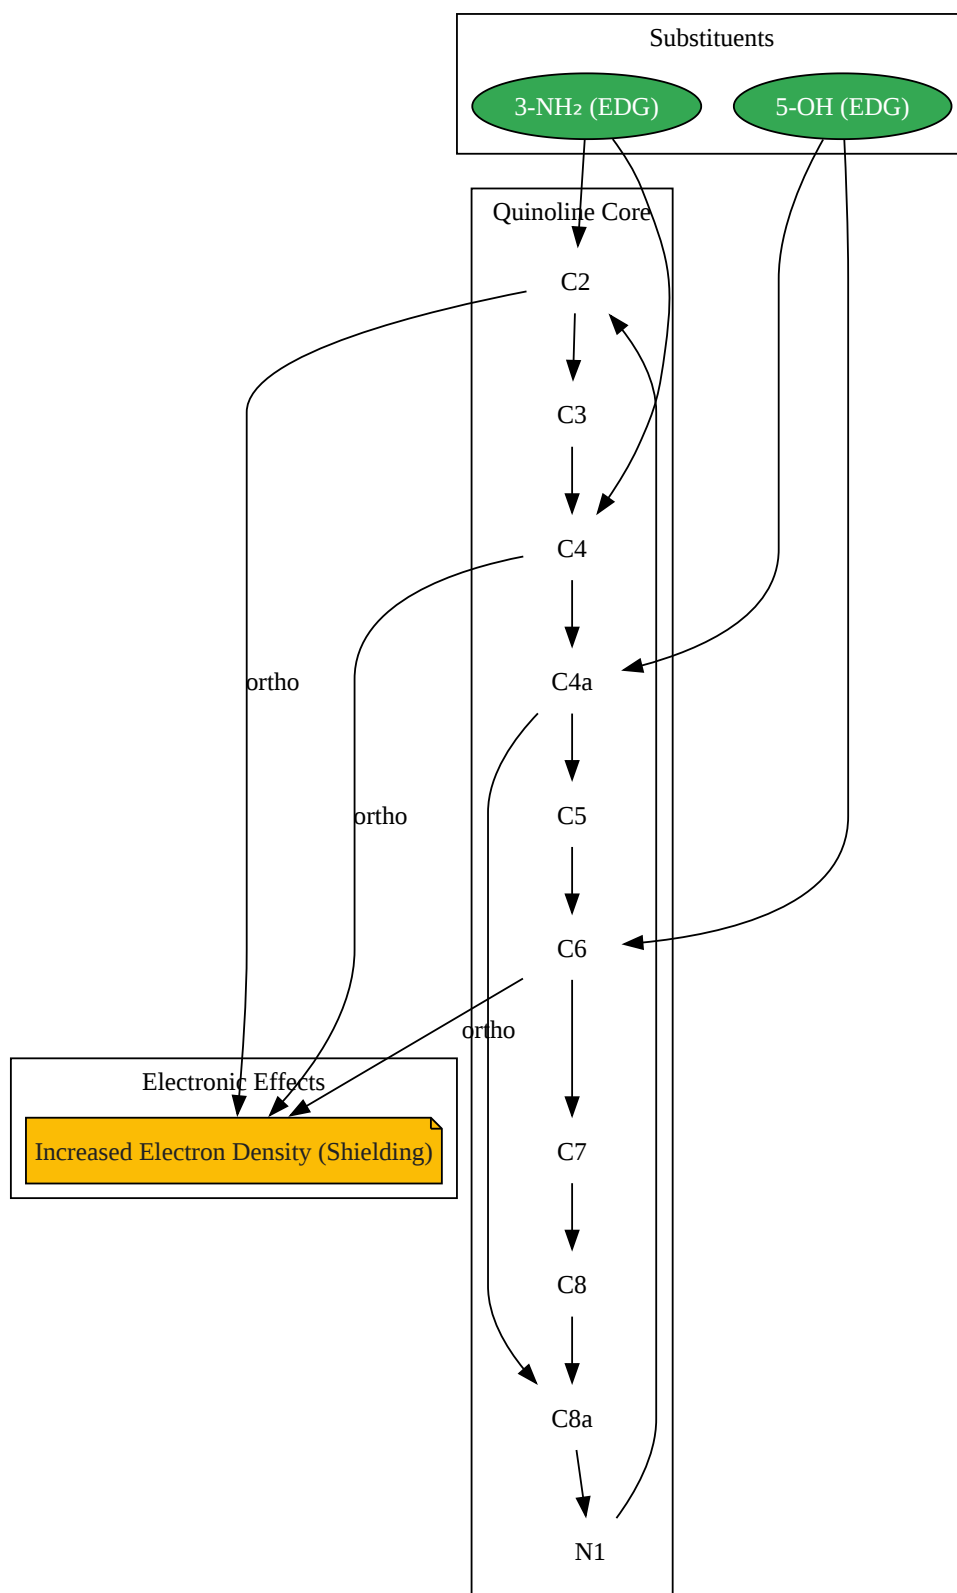 Substituents
3-NH₂ (EDG)
5-OH (EDG)
Quinoline Core
C2
C3
C4
C4a
ortho
C5
ortho
C6
ortho
Electronic Effects
Increased Electron Density (Shielding)
C7
C8
C8a
N1